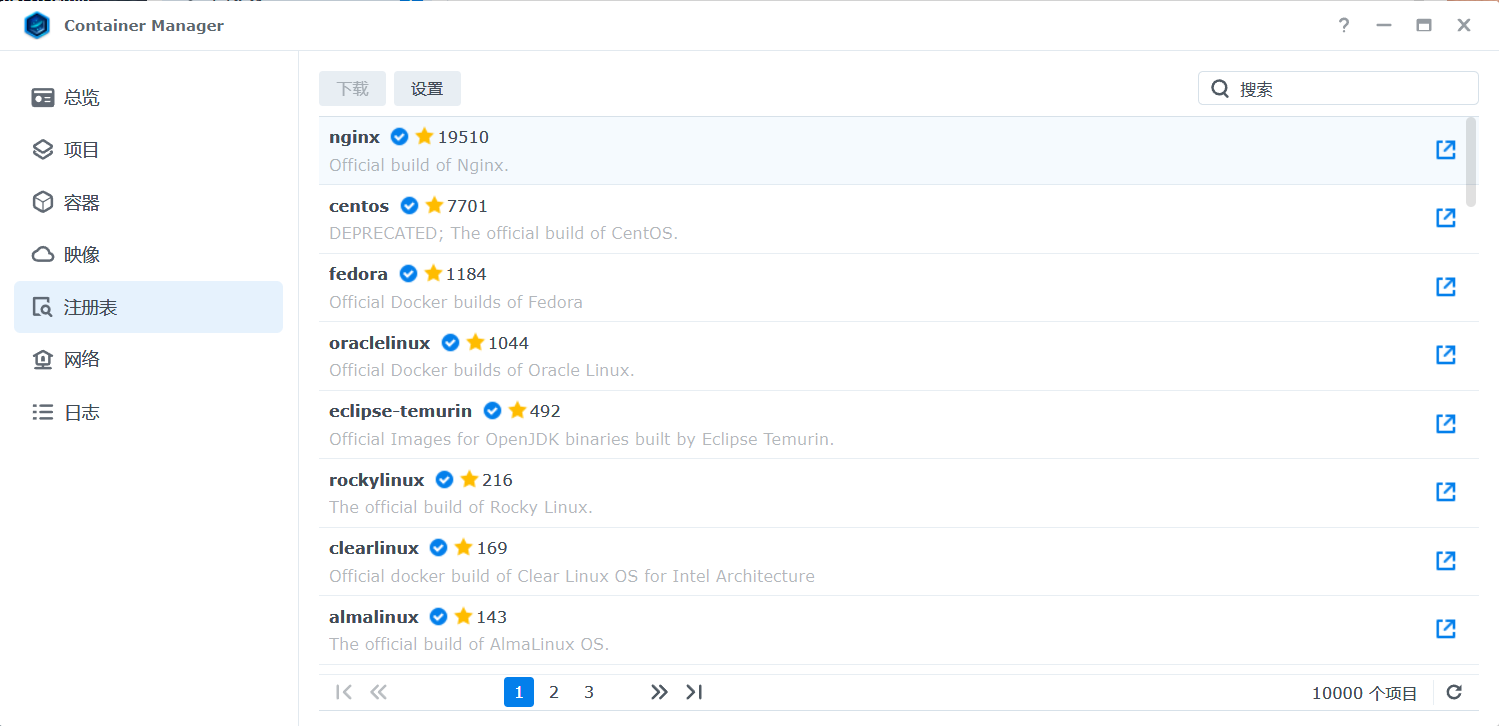 Container Manager
总览
项目
容器
映像
注册表
网络
日志
下载 设置 搜索
nginx 19510
Official build of Nginx.
centos 7701
DEPRECATED; The official build of CentOS.
fedora 1184
Official Docker builds of Fedora
oraclelinux 1044
Official Docker builds of Oracle Linux.
eclipse-temurin 492
Official Images for OpenJDK binaries built by Eclipse Temurin.
rockylinux 216
The official build of Rocky Linux.
clearlinux 169
Official docker build of Clear Linux OS for Intel Architecture
almalinux 143
The official build of AlmaLinux OS.
1 2 3 10000 个项目